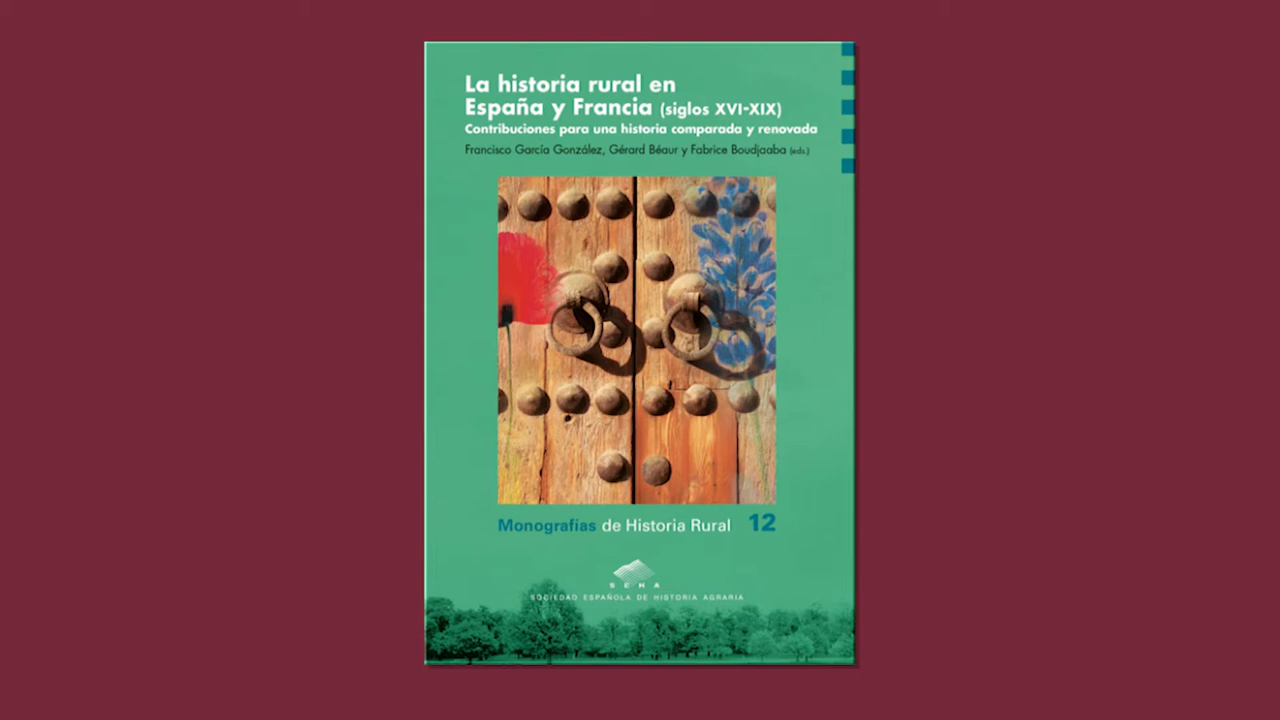 La historia rural en
España y Francia (siglos XVI-XIX)
Contribuciones para una historia comparada y renovada
Francisco García González, Gérard Béaur y Fabrice Boudjaaba (eds.)
Monografías de Historia Rural 12
SEHA
SOCIEDAD ESPAÑOLA DE HISTORIA AGRARIA